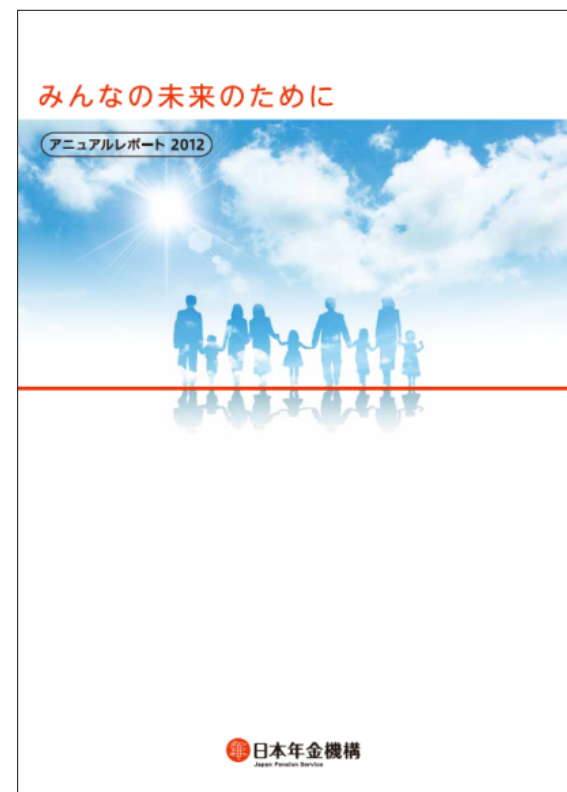 みんなの未来のために
アニュアルレポート 2012
年
日本年金機構
Japan Pension Service